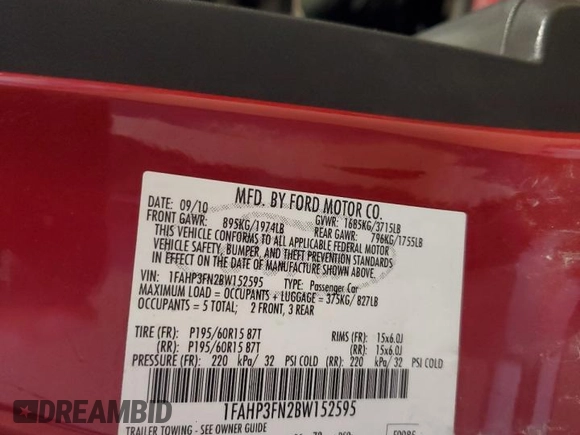 MFD. BY FORD MOTOR CO.
DATE: 09/10 GVWR: 1685KG/3715LB
FRONT GAWR: 895KG/1974LB REAR GAWR: 796KG/1755LB
THIS VEHICLE CONFORMS TO ALL APPLICABLE FEDERAL MOTOR
VEHICLE SAFETY, BUMPER, AND THEFT PREVENTION STANDARDS
IN EFFECT ON THE DATE OF MANUFACTURE SHOWN ABOVE.
VIN: 1FAHP3FN2BW152595 TYPE: Passenger Car
MAXIMUM LOAD = OCCUPANTS + LUGGAGE = 375KG/ 827LB
OCCUPANTS = 5 TOTAL; 2 FRONT, 3 REAR
TIRE (FR): P195/60R15 87T RIMS (FR): 15x6.0J
(RR): P195/60R15 87T (RR): 15x6.0J
PRESSURE (FR): 220 kPa/ 32 PSI COLD (RR): 220 kPa/ 32 PSI COLD
1FAHP3FN2BW152595
TRAILER TOWING - SEE OWNER GUIDE
DREAMBID